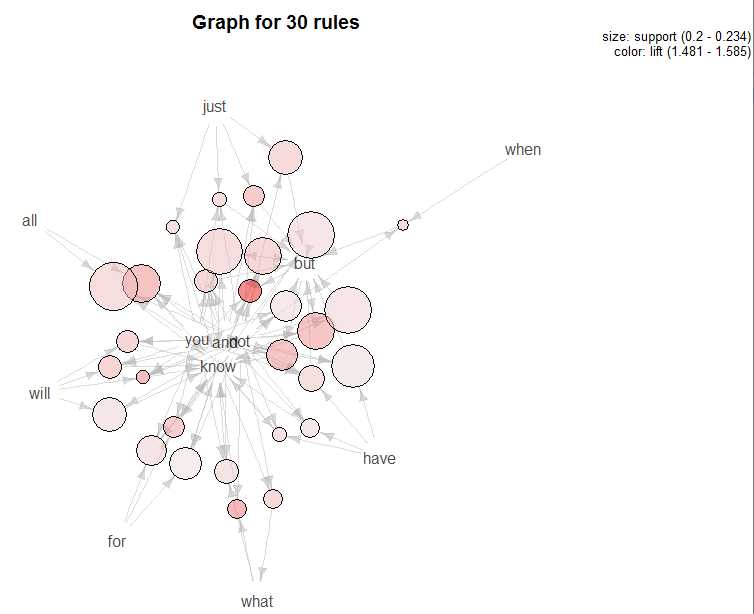 Graph for 30 rules
size: support (0.2 - 0.234)
color: lift (1.481 - 1.585)
just
when
all
but
you and not
know
will
have
for
what